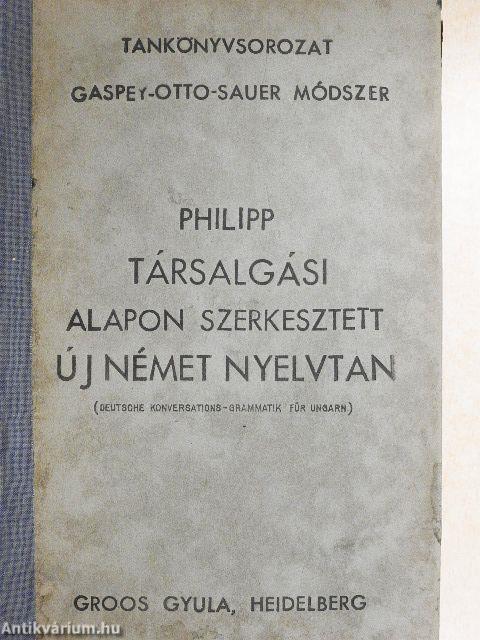 TANKÖNYVSOROZAT
GASPEY-OTTO-SAUER MÓDSZER
PHILIPP
TÁRSALGÁSI
ALAPON SZERKESZTETT
ÚJ NÉMET NYELVTAN
(DEUTSCHE KONVERSATIONS-GRAMMATIK FÜR UNGARN)
GROOS GYULA, HEIDELBERG
Antikvárium.hu